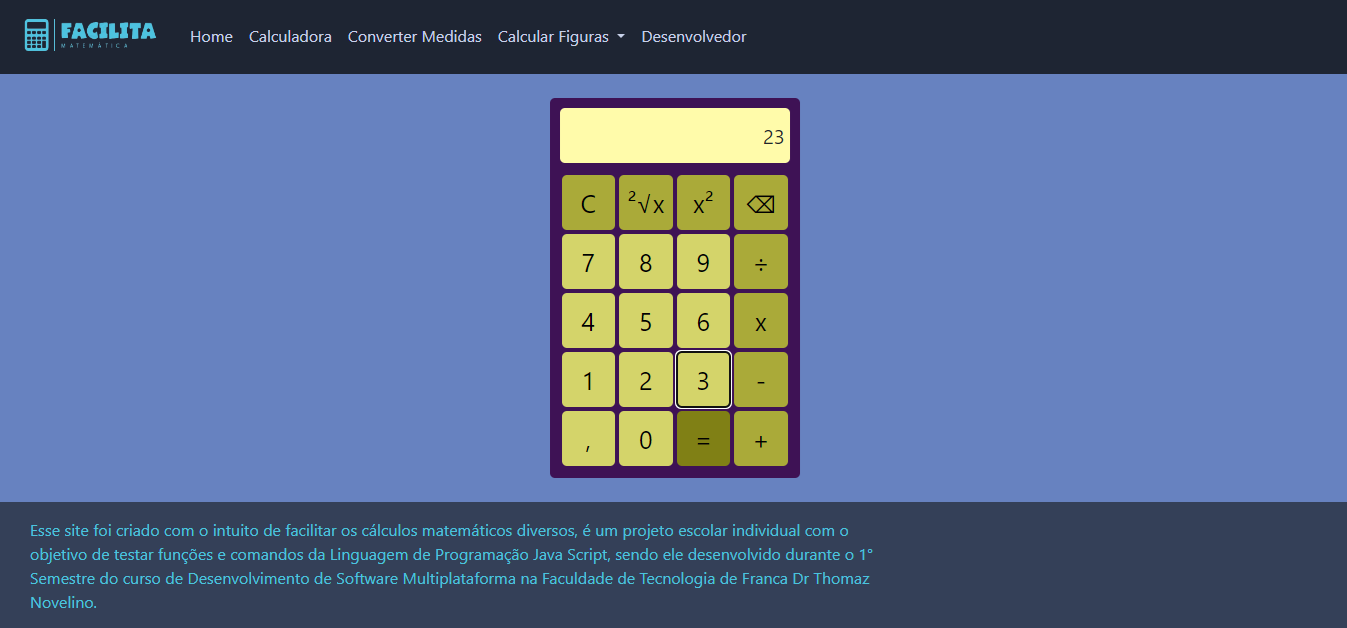 FACILITA
MATEMÁTICA
Home Calculadora Converter Medidas Calcular Figuras Desenvolvedor
23
C ²√x x² ⌫
7 8 9 ÷
4 5 6 x
1 2 3 -
, 0 = +
Esse site foi criado com o intuito de facilitar os cálculos matemáticos diversos, é um projeto escolar individual com o
objetivo de testar funções e comandos da Linguagem de Programação Java Script, sendo ele desenvolvido durante o 1°
Semestre do curso de Desenvolvimento de Software Multiplataforma na Faculdade de Tecnologia de Franca Dr Thomaz
Novelino.